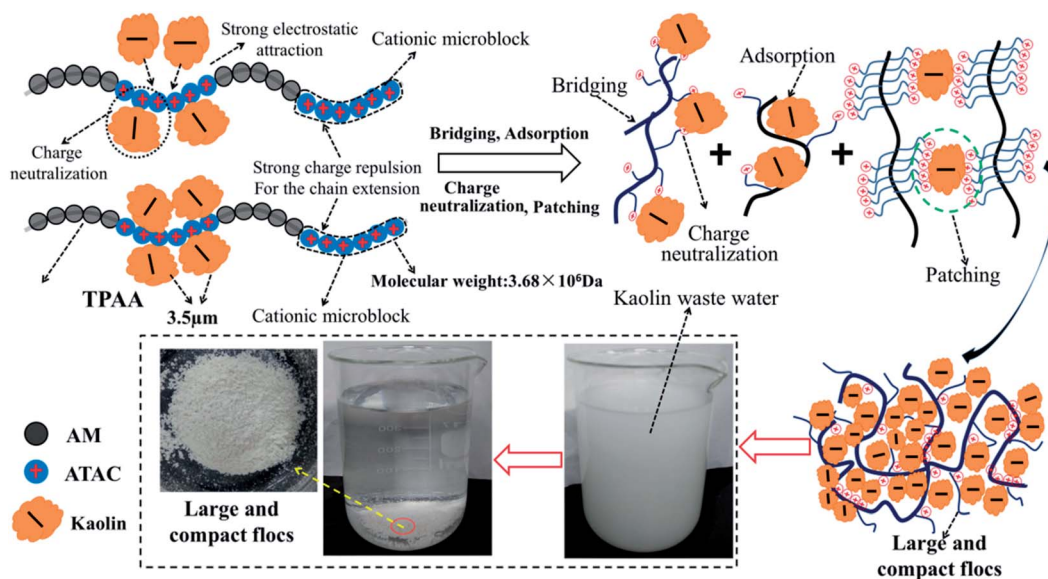 Strong electrostatic
attraction
Cationic microblock
Charge
neutralization
Strong charge repulsion
For the chain extension
Bridging, Adsorption
Charge
neutralization, Patching
Bridging
Adsorption
Charge
neutralization
Patching
TPAA
3.5μm
Cationic microblock
Molecular weight:3.68×10⁶Da
Kaolin waste water
AM
ATAC
Kaolin
Large and
compact flocs
Large and
compact flocs